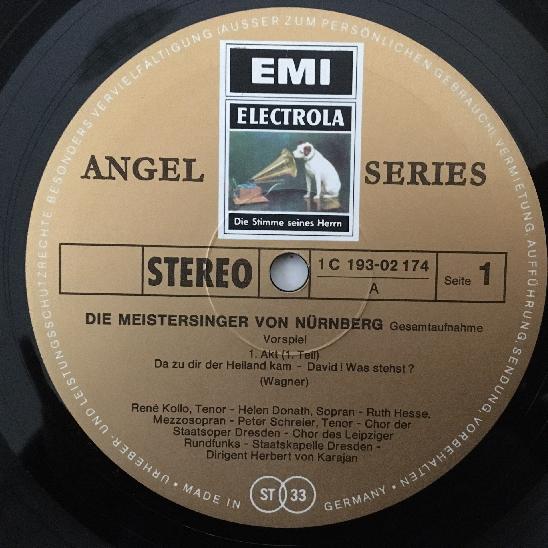 URHEBER- UND LEISTUNGSSCHUTZRECHTE BESONDERS VERVIELFÄLTIGUNG (AUSSER ZUM PERSÖNLICHEN GEBRAUCH), VERMIETUNG, AUFFÜHRUNG, SENDUNG, VORBEHALTEN
EMI
ELECTROLA
ANGEL SERIES
Die Stimme seines Herrn
STEREO 1 C 193-02 174 Seite 1
A
DIE MEISTERSINGER VON NÜRNBERG Gesamtaufnahme
Vorspiel
1. Akt (1. Teil)
Da zu dir der Heiland kam - David! Was stehst?
(Wagner)
René Kollo, Tenor - Helen Donath, Sopran - Ruth Hesse,
Mezzosopran - Peter Schreier, Tenor - Chor der
Staatsoper Dresden - Chor des Leipziger
Rundfunks - Staatskapelle Dresden -
Dirigent Herbert von Karajan
• MADE IN ST 33 GERMANY •